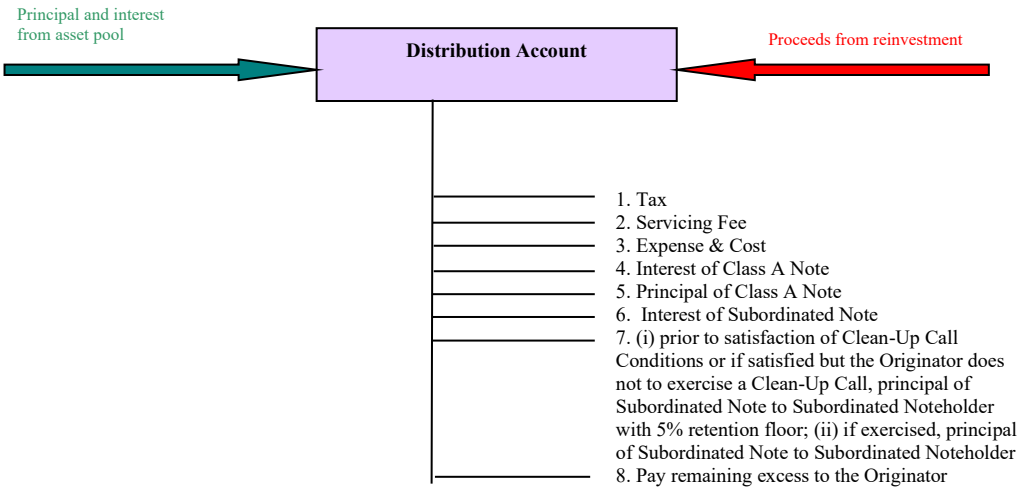 Principal and interest
from asset pool
Distribution Account
Proceeds from reinvestment
1. Tax
2. Servicing Fee
3. Expense & Cost
4. Interest of Class A Note
5. Principal of Class A Note
6. Interest of Subordinated Note
7. (i) prior to satisfaction of Clean-Up Call
Conditions or if satisfied but the Originator does
not to exercise a Clean-Up Call, principal of
Subordinated Note to Subordinated Noteholder
with 5% retention floor; (ii) if exercised, principal
of Subordinated Note to Subordinated Noteholder
8. Pay remaining excess to the Originator